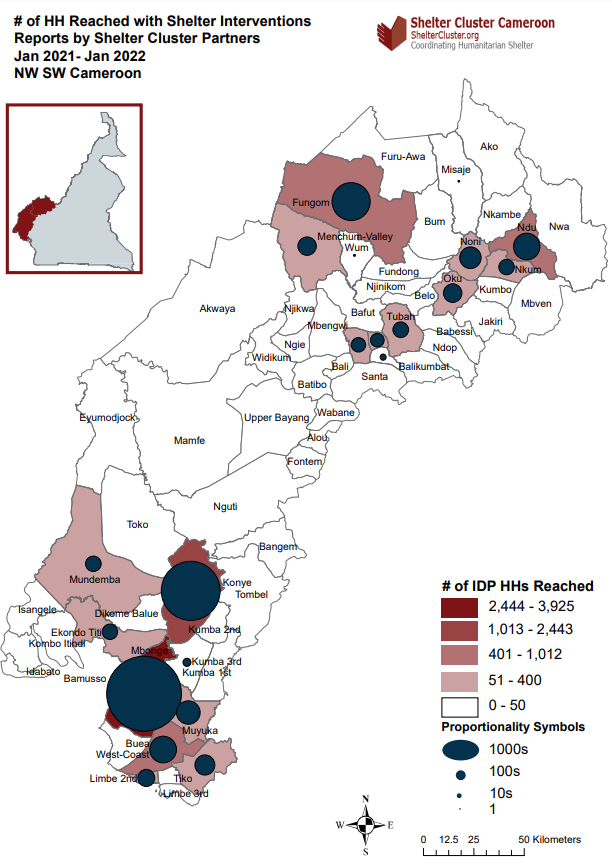 # of HH Reached with Shelter Interventions
Reports by Shelter Cluster Partners
Jan 2021- Jan 2022
NW SW Cameroon
Shelter Cluster Cameroon
ShelterCluster.org
Coordinating Humanitarian Shelter
Ako
Furu-Awa
Misaje
Fungom
Nkambe
Bum
Ndu
Nwa
Menchum-Valley
Noni
Wum
Fundong
Nkum
Oku
Njinikom
Kumbo
Belo
Mbven
Akwaya
Njikwa
Bafut
Tubah
Jakiri
Mbengwi
Babessi
Ngie
Ndop
Widikum
Bali
Balikumbat
Santa
Batibo
Eyumodjock
Upper Bayang
Wabane
Mamfe
Alou
Fontem
Nguti
Toko
Bangem
Mundemba
Konye
Tombel
Isangele
Dikome Balue
Ekondo Titi
Kumba 2nd
Kombo Itindi
Mbonge
Kumba 3rd
Idabato
Kumba 1st
Bamusso
Muyuka
Buea
West-Coast
Limbe 2nd
Tiko
Limbe 3rd
# of IDP HHs Reached
2,444 - 3,925
1,013 - 2,443
401 - 1,012
51 - 400
0 - 50
Proportionality Symbols
1000s
100s
10s
1
N
W
E
S
0 12.5 25 50 Kilometers